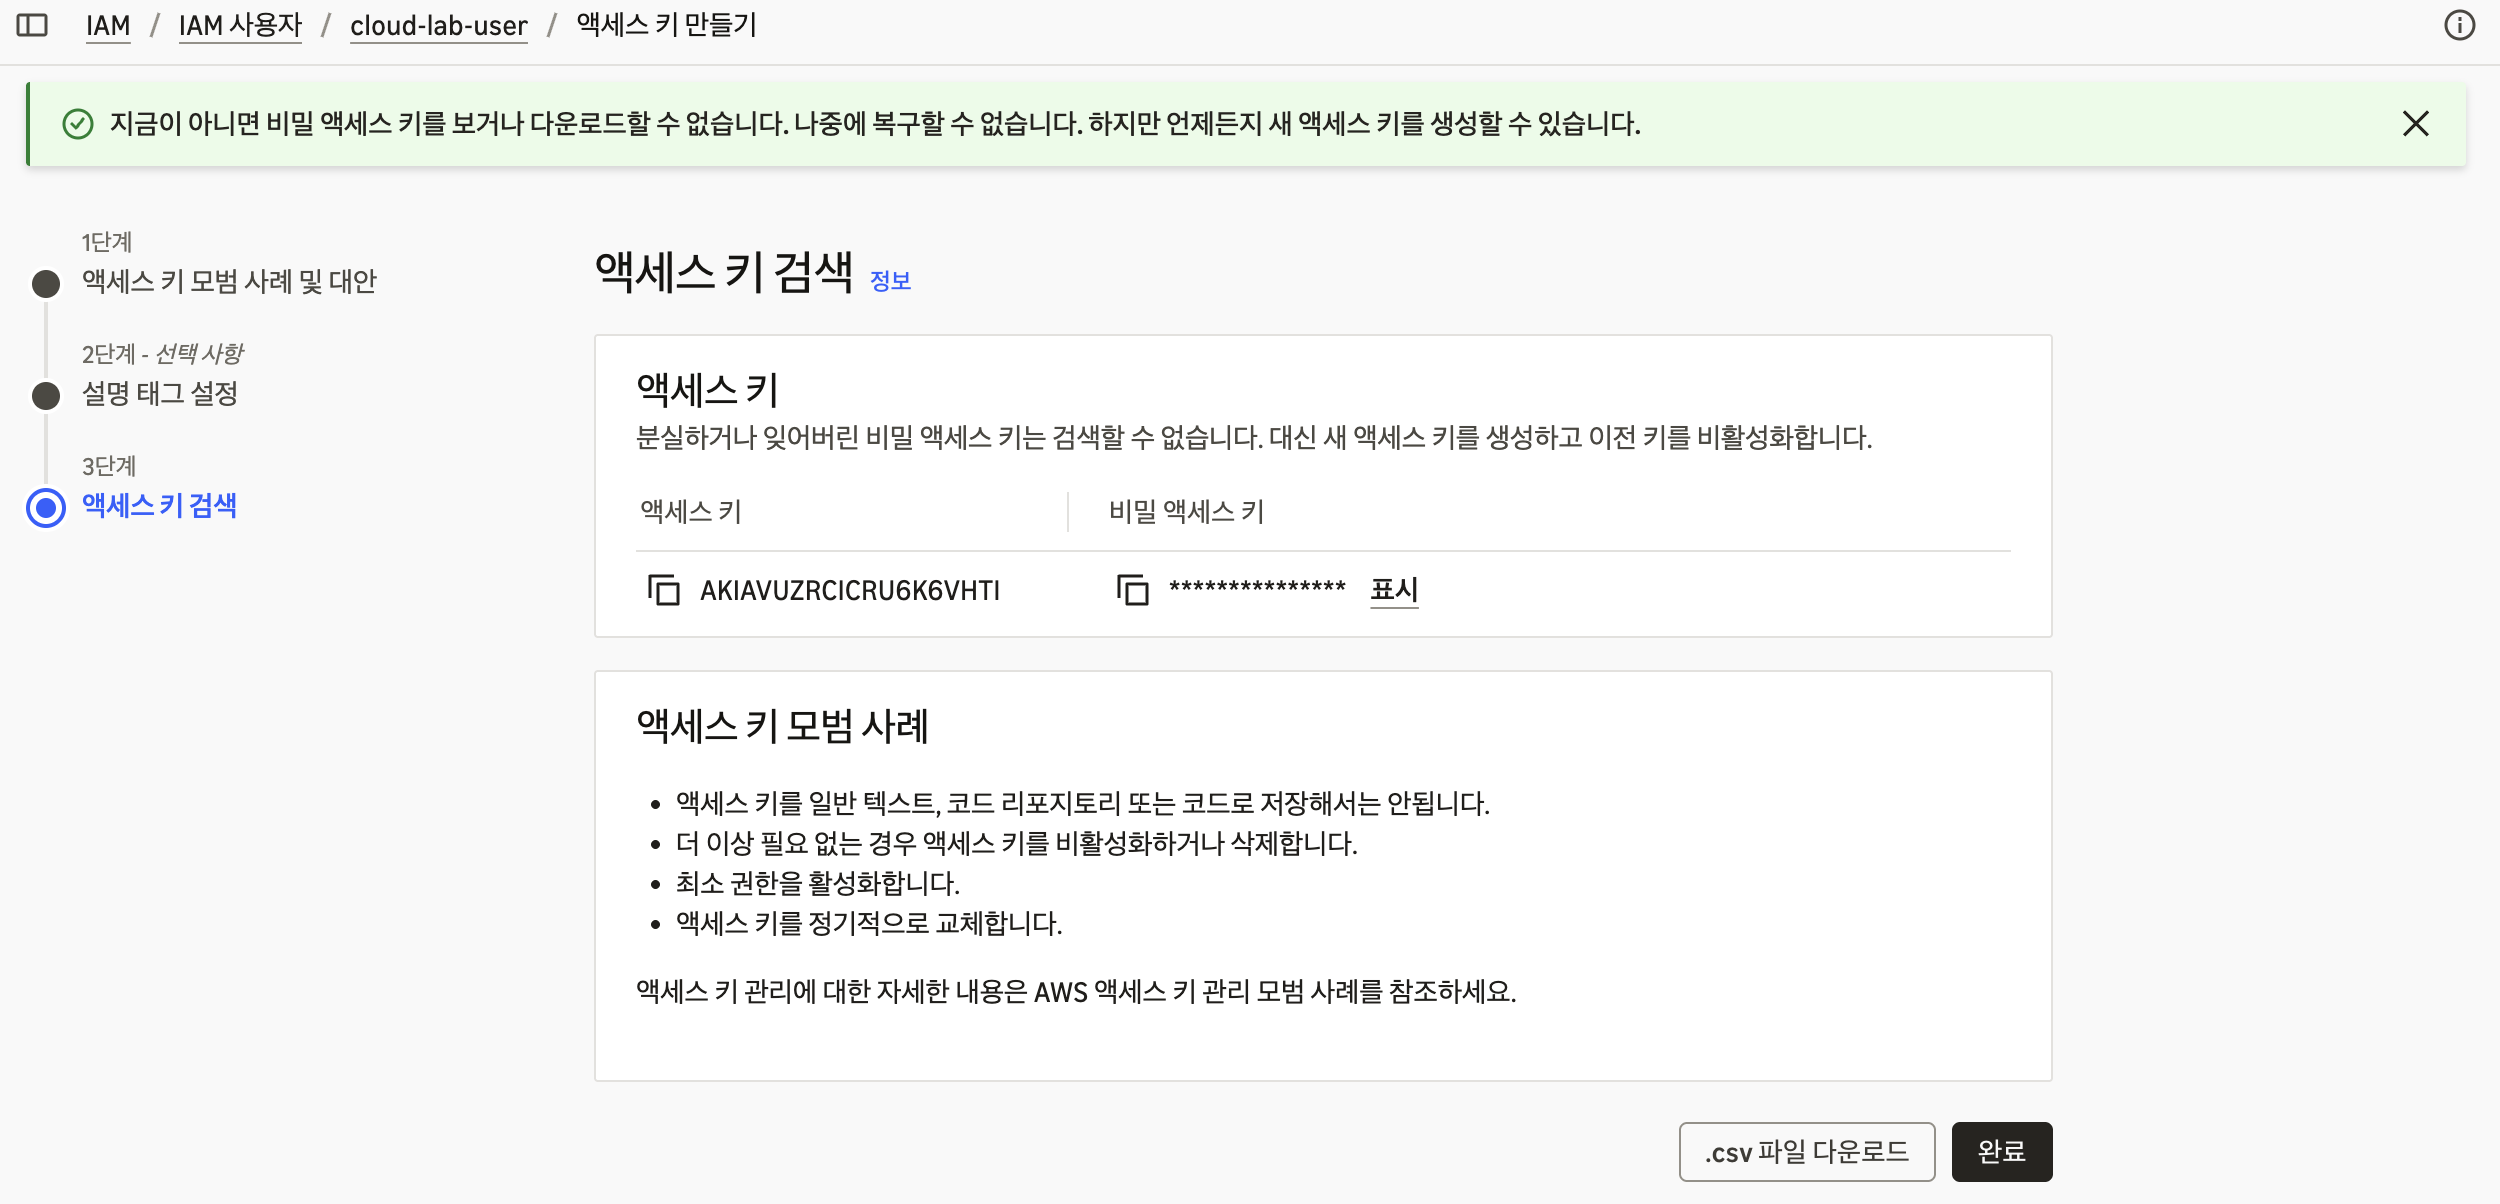 IAM / IAM 사용자 / cloud-lab-user / 액세스 키 만들기
지금이 아니면 비밀 액세스 키를 보거나 다운로드할 수 없습니다. 나중에 복구할 수 없습니다. 하지만 언제든지 새 액세스 키를 생성할 수 있습니다.
1단계
액세스 키 모범 사례 및 대안
2단계 - 선택 사항
설명 태그 설정
3단계
액세스 키 검색
액세스 키 검색 정보
액세스 키
분실하거나 잊어버린 비밀 액세스 키는 검색할 수 없습니다. 대신 새 액세스 키를 생성하고 이전 키를 비활성화합니다.
액세스 키 비밀 액세스 키
AKIAVUZRCICRU6K6VHTI *************** 표시
액세스 키 모범 사례
• 액세스 키를 일반 텍스트, 코드 리포지토리 또는 코드로 저장해서는 안됩니다.
• 더 이상 필요 없는 경우 액세스 키를 비활성화하거나 삭제합니다.
• 최소 권한을 활성화합니다.
• 액세스 키를 정기적으로 교체합니다.
액세스 키 관리에 대한 자세한 내용은 AWS 액세스 키 관리 모범 사례를 참조하세요.
.csv 파일 다운로드 완료